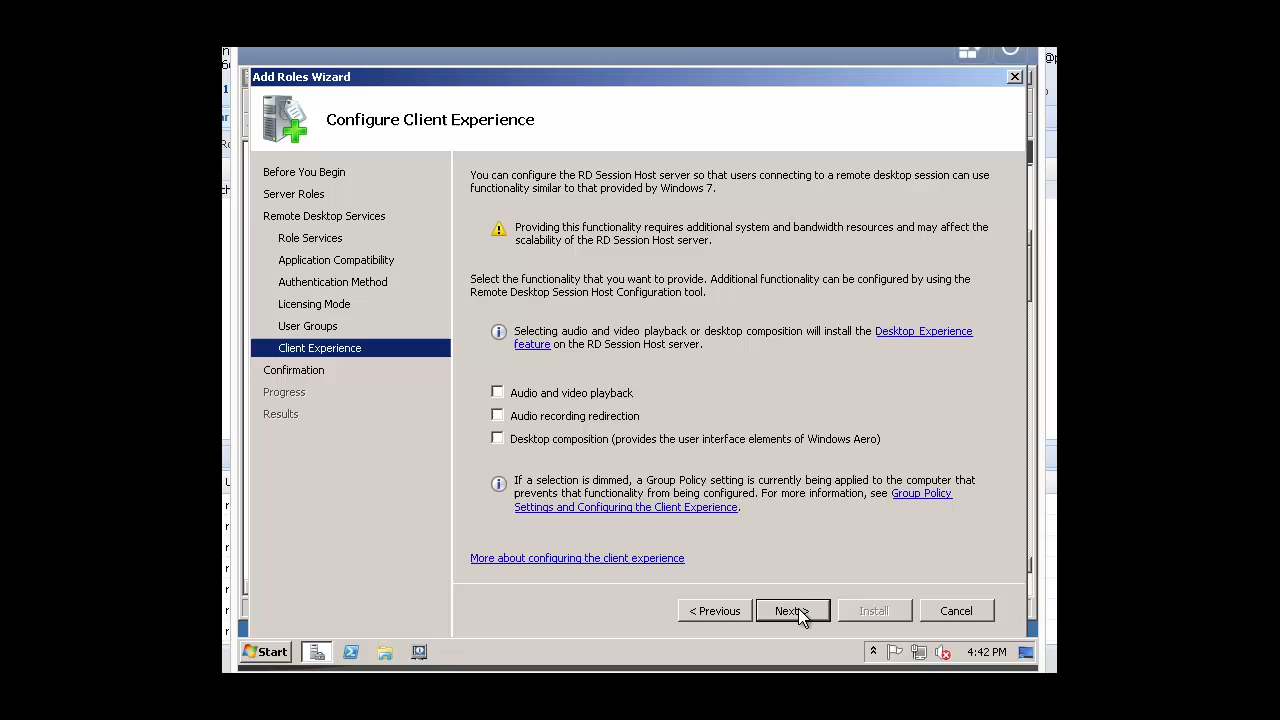 Add Roles Wizard
Configure Client Experience
Before You Begin
Server Roles
Remote Desktop Services
Role Services
Application Compatibility
Authentication Method
Licensing Mode
User Groups
Client Experience
Confirmation
Progress
Results
You can configure the RD Session Host server so that users connecting to a remote desktop session can use
functionality similar to that provided by Windows 7.
Providing this functionality requires additional system and bandwidth resources and may affect the
scalability of the RD Session Host server.
Select the functionality that you want to provide. Additional functionality can be configured by using the
Remote Desktop Session Host Configuration tool.
Selecting audio and video playback or desktop composition will install the Desktop Experience
feature on the RD Session Host server.
Audio and video playback
Audio recording redirection
Desktop composition (provides the user interface elements of Windows Aero)
If a selection is dimmed, a Group Policy setting is currently being applied to the computer that
prevents that functionality from being configured. For more information, see Group Policy
Settings and Configuring the Client Experience.
More about configuring the client experience
< Previous
Next >
Install
Cancel
Start
4:42 PM